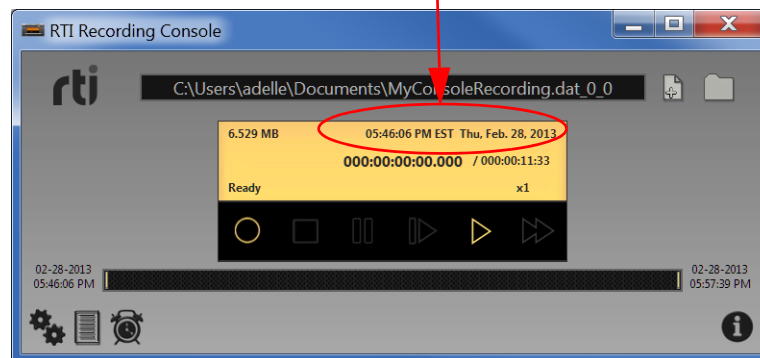 RTI Recording Console
rti
C:\Users\adelle\Documents\MyConsoleRecording.dat_0_0
6.529 MB 05:46:06 PM EST Thu, Feb. 28, 2013
000:00:00:00.000 / 000:00:11:33
Ready x1
02-28-2013 02-28-2013
05:46:06 PM 05:57:39 PM